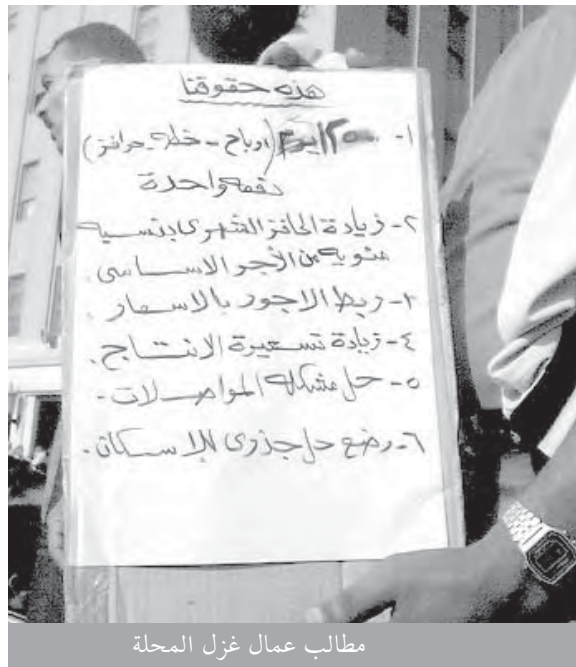 هذه حقوقنا
١- ٢٥٠ يوم (ارباح - خطة - حوافز)
دفعة واحدة
٢- زيادة الحافز الشهرى بنسبة
مئوية من الأجر الاساسى.
٣- ربط الاجور بالاسعار.
٤- زيادة تسعيرة الانتاج.
٥- حل مشكلة المواصلات -
٦- وضع حل جذرى للإسكان -
مطالب عمال غزل المحلة